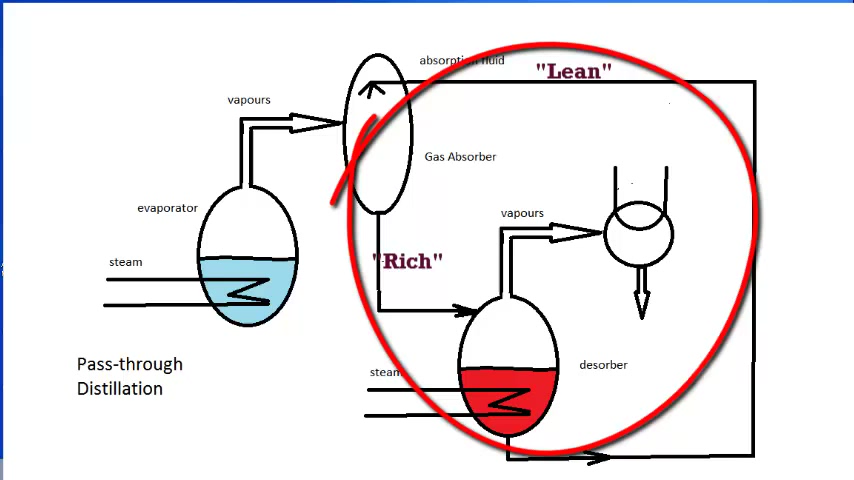 absorption fluid
"Lean"
vapours
Gas Absorber
evaporator
vapours
steam
"Rich"
Pass-through
Distillation
steam
desorber